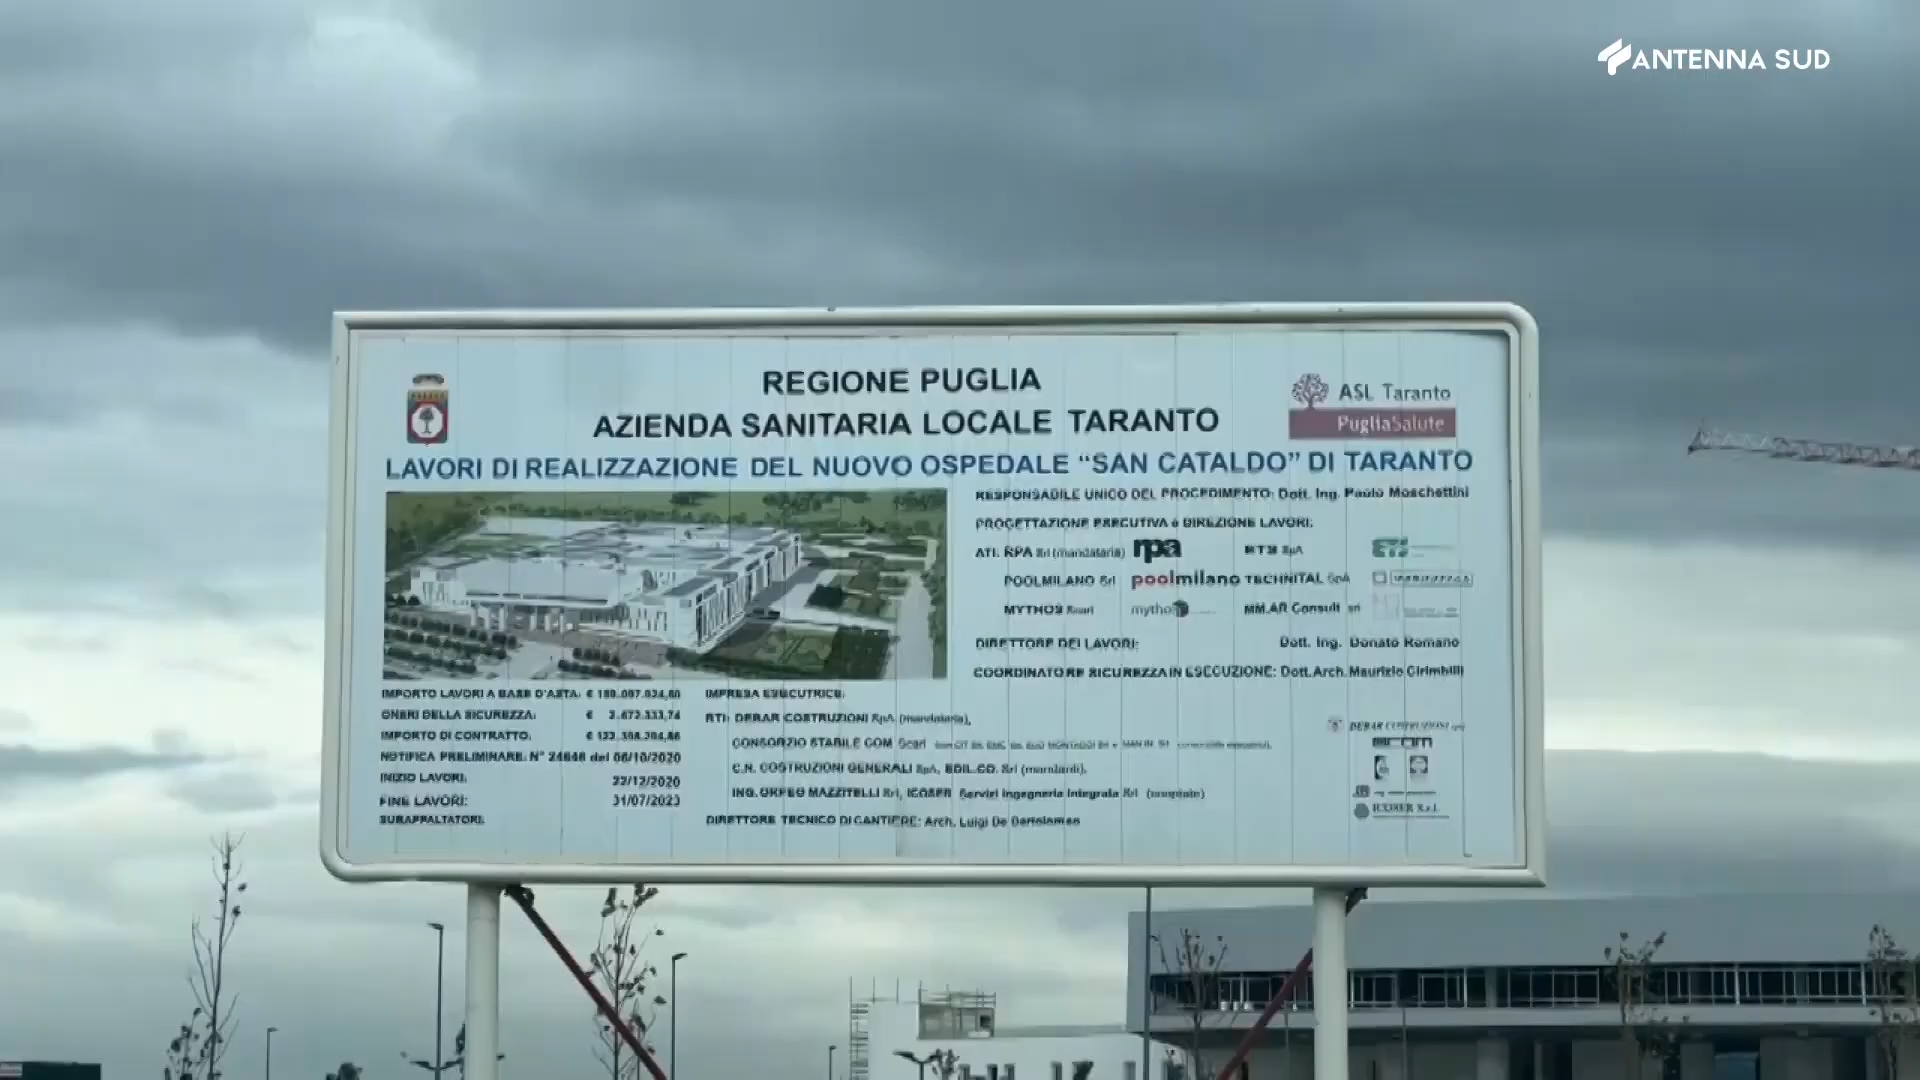 ANTENNA SUD
REGIONE PUGLIA
AZIENDA SANITARIA LOCALE TARANTO
ASL Taranto
PugliaSalute
LAVORI DI REALIZZAZIONE DEL NUOVO OSPEDALE “SAN CATALDO” DI TARANTO
RESPONSABILE UNICO DEL PROCEDIMENTO: Dott. Ing. Paolo Moschettini
PROGETTAZIONE ESECUTIVA e DIREZIONE LAVORI:
ATI: RPA Srl (mandataria) rpa SpA
POOLMILANO Srl poolmilano TECHNITAL SpA
MYTHOS mythos MM.AR Consult srl
DIRETTORE DEI LAVORI: Dott. Ing. Donato Romano
COORDINATORE SICUREZZA IN ESECUZIONE: Dott. Arch. Maurizio
IMPORTO LAVORI A BASE D'ASTA: €
ONERI DELLA SICUREZZA: €
IMPORTO DI CONTRATTO: €
NOTIFICA PRELIMINARE: N° del 06/10/2020
INIZIO LAVORI: 22/12/2020
FINE LAVORI: 31/07/2023
SUBAPPALTATORI:
IMPRESA ESECUTRICE:
RTI: DEBAR COSTRUZIONI SpA (mandataria),
CONSORZIO STABILE COM Scarl
C.N. COSTRUZIONI GENERALI SpA, EDIL.CO. Srl (mandanti).
ING. ORFEO MAZZITELLI Srl, ICOSER Servizi Ingegneria Integrata Srl (cooptate)
DIRETTORE TECNICO DI CANTIERE: Arch. Luigi De Bartolomeo
DEBAR COSTRUZIONI
ICOSER S.r.l.